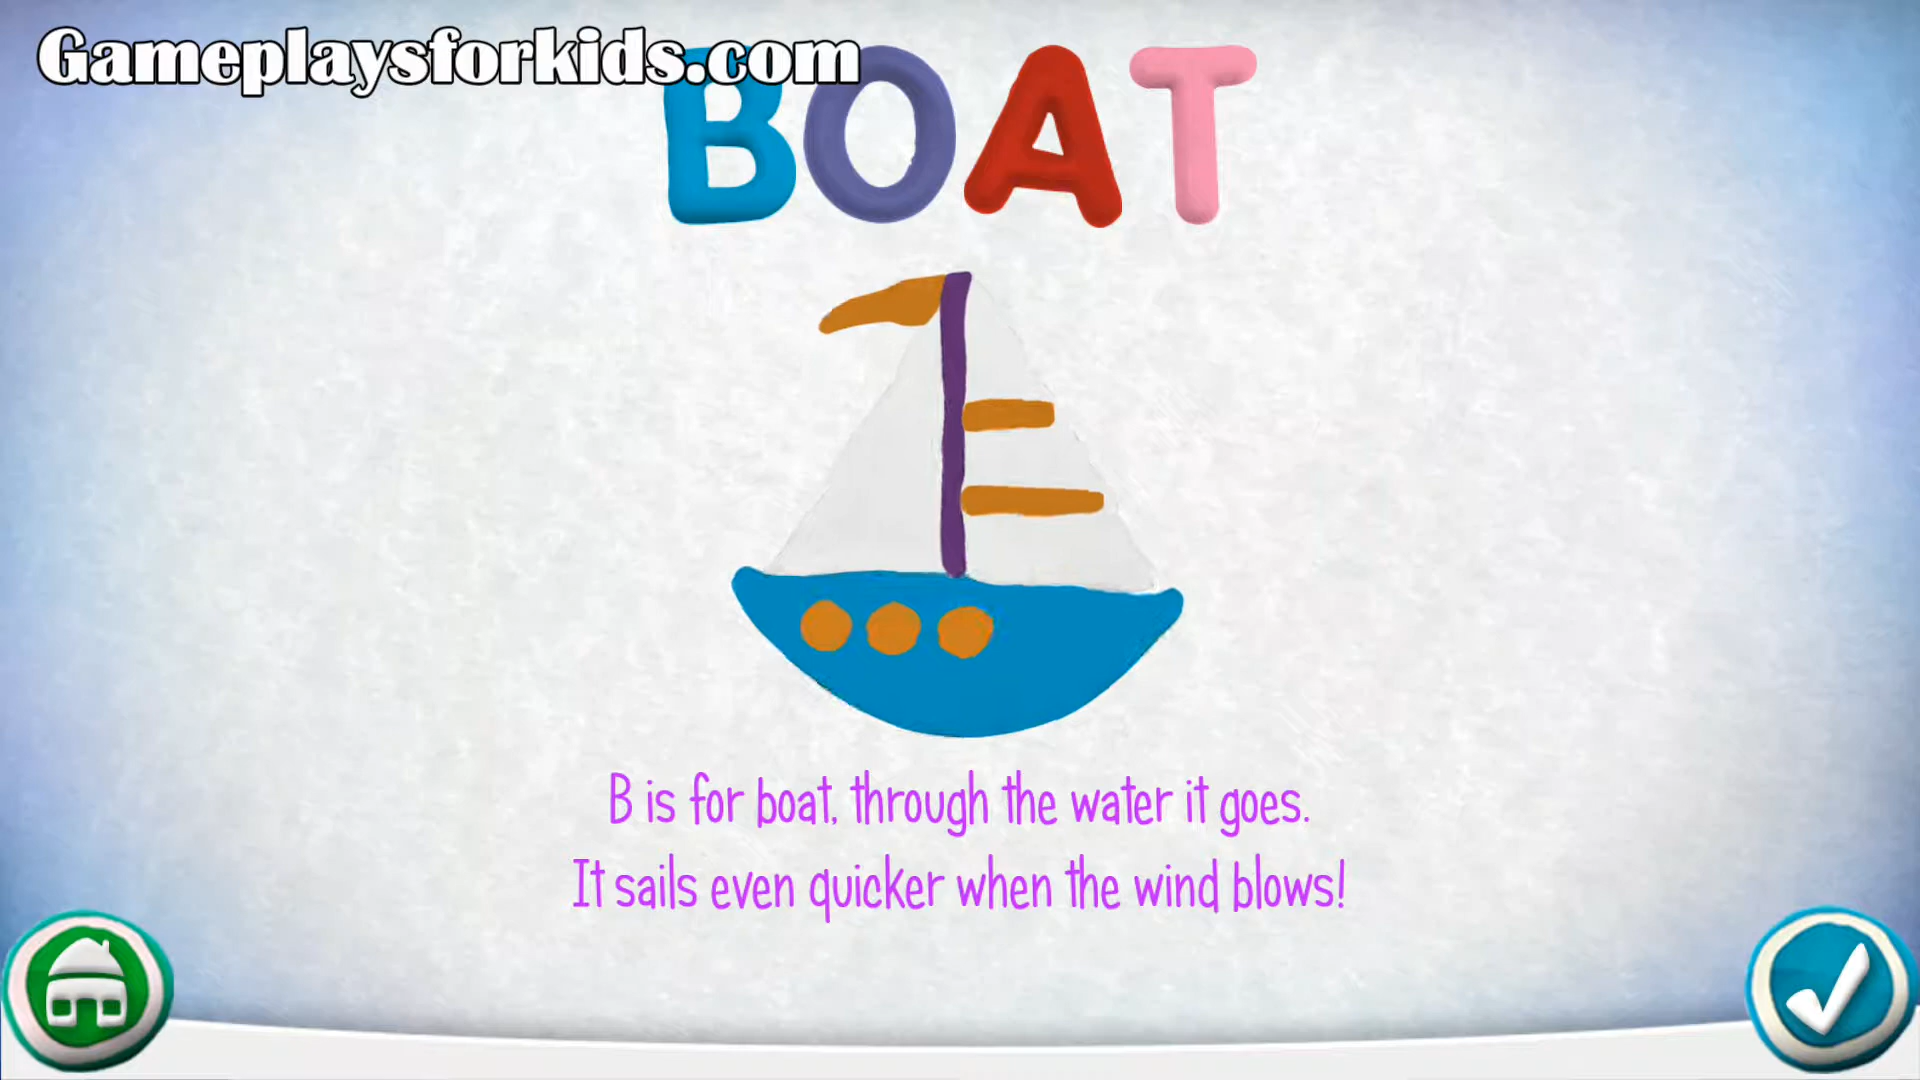 Gameplaysforkids.com
BOAT
B is for boat, through the water it goes.
It sails even quicker when the wind blows!